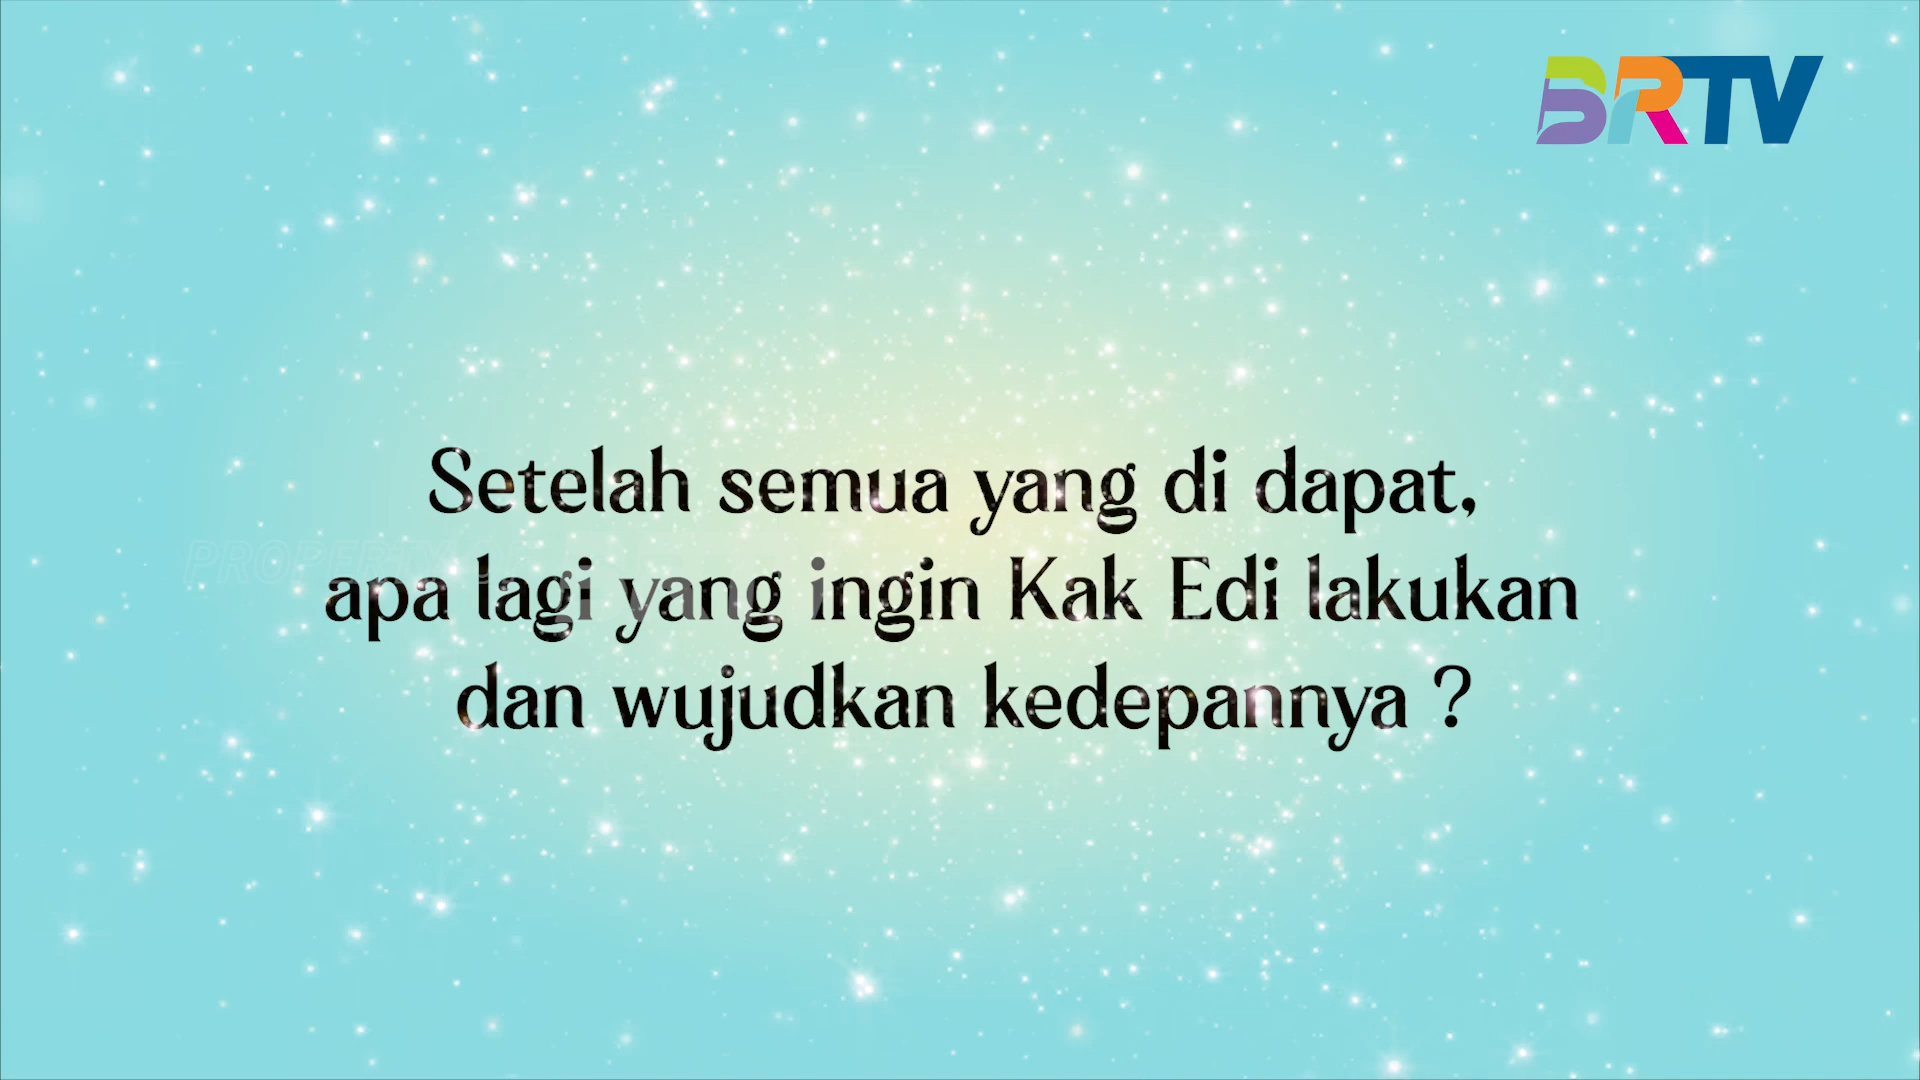 BRTV
Setelah semua yang di dapat,
apa lagi yang ingin Kak Edi lakukan
dan wujudkan kedepannya ?